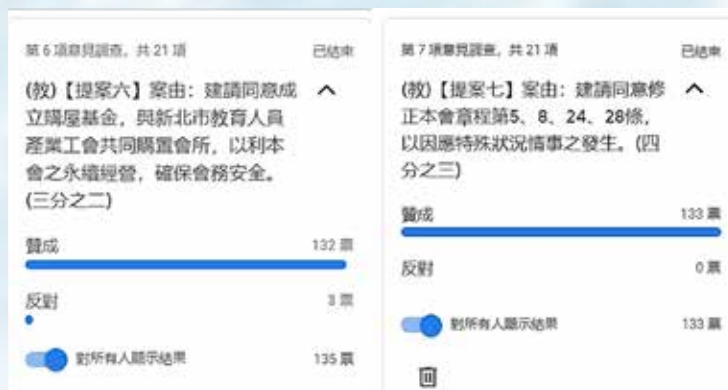 第 6 項意見調查，共 21 項
已結束
(教)【提案六】案由：建請同意成
立購屋基金，與新北市教育人員
產業工會共同購置會所，以利本
會之永續經營，確保會務安全。
(三分之二)
贊成
132 票
反對
3 票
對所有人顯示結果
135 票
第 7 項意見調查，共 21 項
已結束
(教)【提案七】案由：建請同意修
正本會章程第5、8、24、28條，
以因應特殊狀況情事之發生。(四
分之三)
贊成
133 票
反對
0 票
對所有人顯示結果
133 票